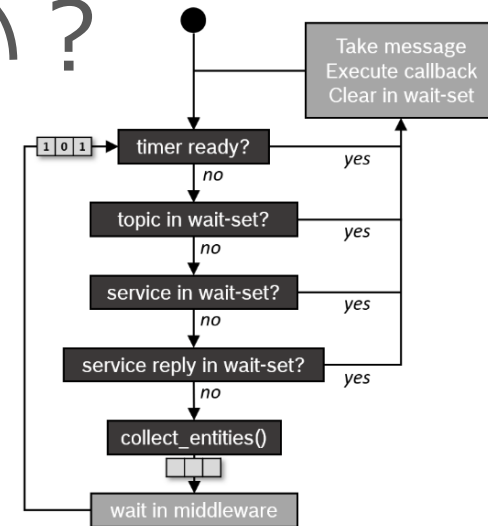 ?
Take message
Execute callback
Clear in wait-set
1 0 1
timer ready?
yes
no
topic in wait-set?
yes
no
service in wait-set?
yes
no
service reply in wait-set?
yes
no
collect_entities()
wait in middleware